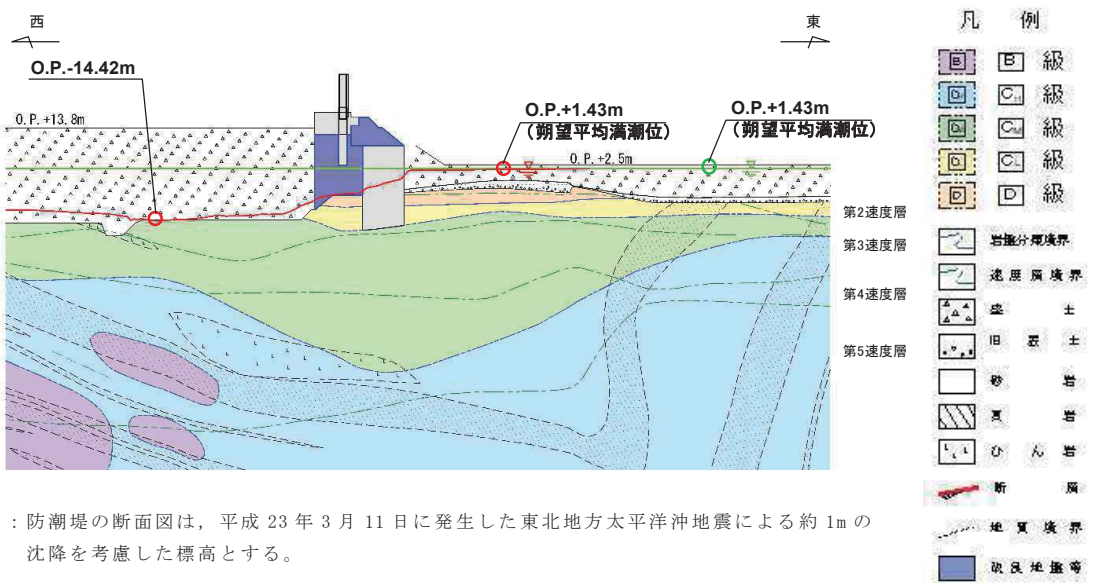 西
東
O.P.-14.42m
O.P.+13.8m
O.P.+1.43m
（朔望平均満潮位）
O.P.+1.43m
（朔望平均満潮位）
O.P.+2.5m
第2速度層
第3速度層
第4速度層
第5速度層
凡 例
B B 級
CH 級
CM 級
CL 級
D D 級
岩盤分類境界
速度層境界
盛 土
旧 表 土
砂 岩
頁 岩
ひ ん 岩
断 層
地 質 境 界
改良地盤等
：防潮堤の断面図は，平成 23 年 3 月 11 日に発生した東北地方太平洋沖地震による約 1m の
沈降を考慮した標高とする。